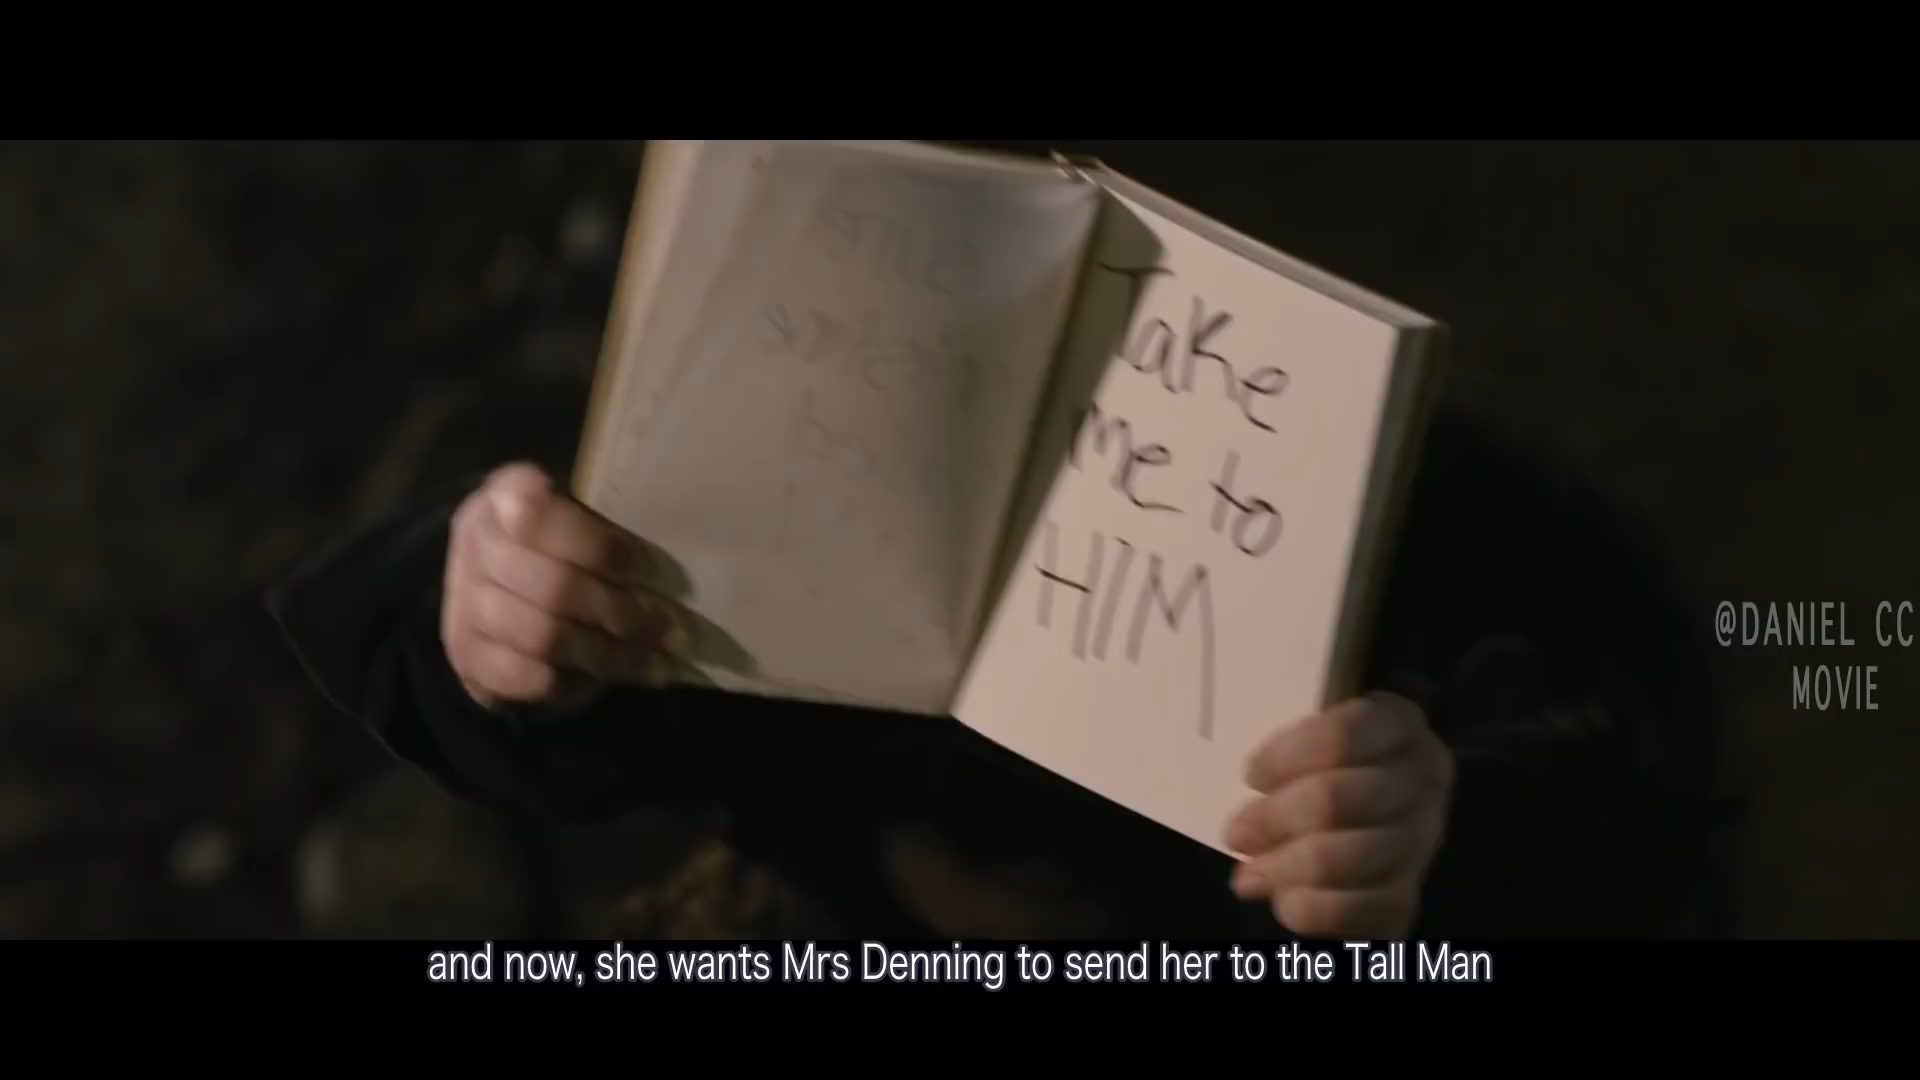 Take
me to
HIM
@DANIEL CC
MOVIE
and now, she wants Mrs Denning to send her to the Tall Man